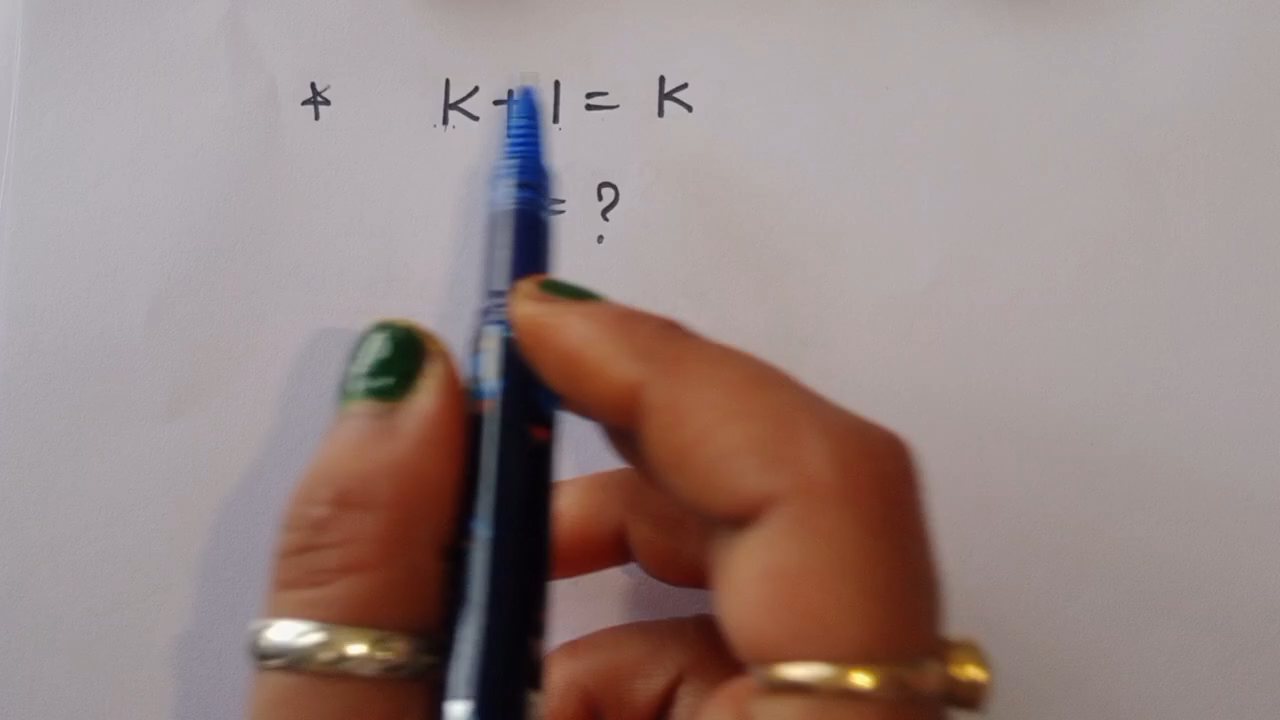 * K+1 = K
= ?